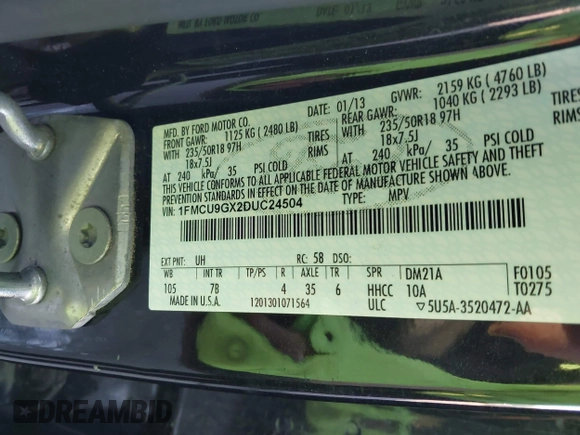 MFD. BY FORD MOTOR CO. DATE: 01/13 GVWR: 2159 KG ( 4760 LB)
FRONT GAWR: 1125 KG ( 2480 LB) REAR GAWR: 1040 KG ( 2293 LB)
WITH 235/50R18 97H TIRES WITH 235/50R18 97H TIRES
18x7.5J RIMS 18x7.5J RIMS
AT 240 kPa/ 35 PSI COLD AT 240 kPa/ 35 PSI COLD
THIS VEHICLE CONFORMS TO ALL APPLICABLE FEDERAL MOTOR VEHICLE SAFETY AND THEFT
PREVENTION STANDARDS IN EFFECT ON THE DATE OF MANUFACTURE SHOWN ABOVE.
VIN: 1FMCU9GX2DUC24504 TYPE: MPV
EXT PNT: UH RC: 58 DSO:
WB INT TR TP/PS R AXLE TR SPR DM21A F0105
105 7B 4 35 6 HHCC 10A T0275
MADE IN U.S.A. 1201301071564 ULC ▽5U5A-3520472-AA
DREAMBID